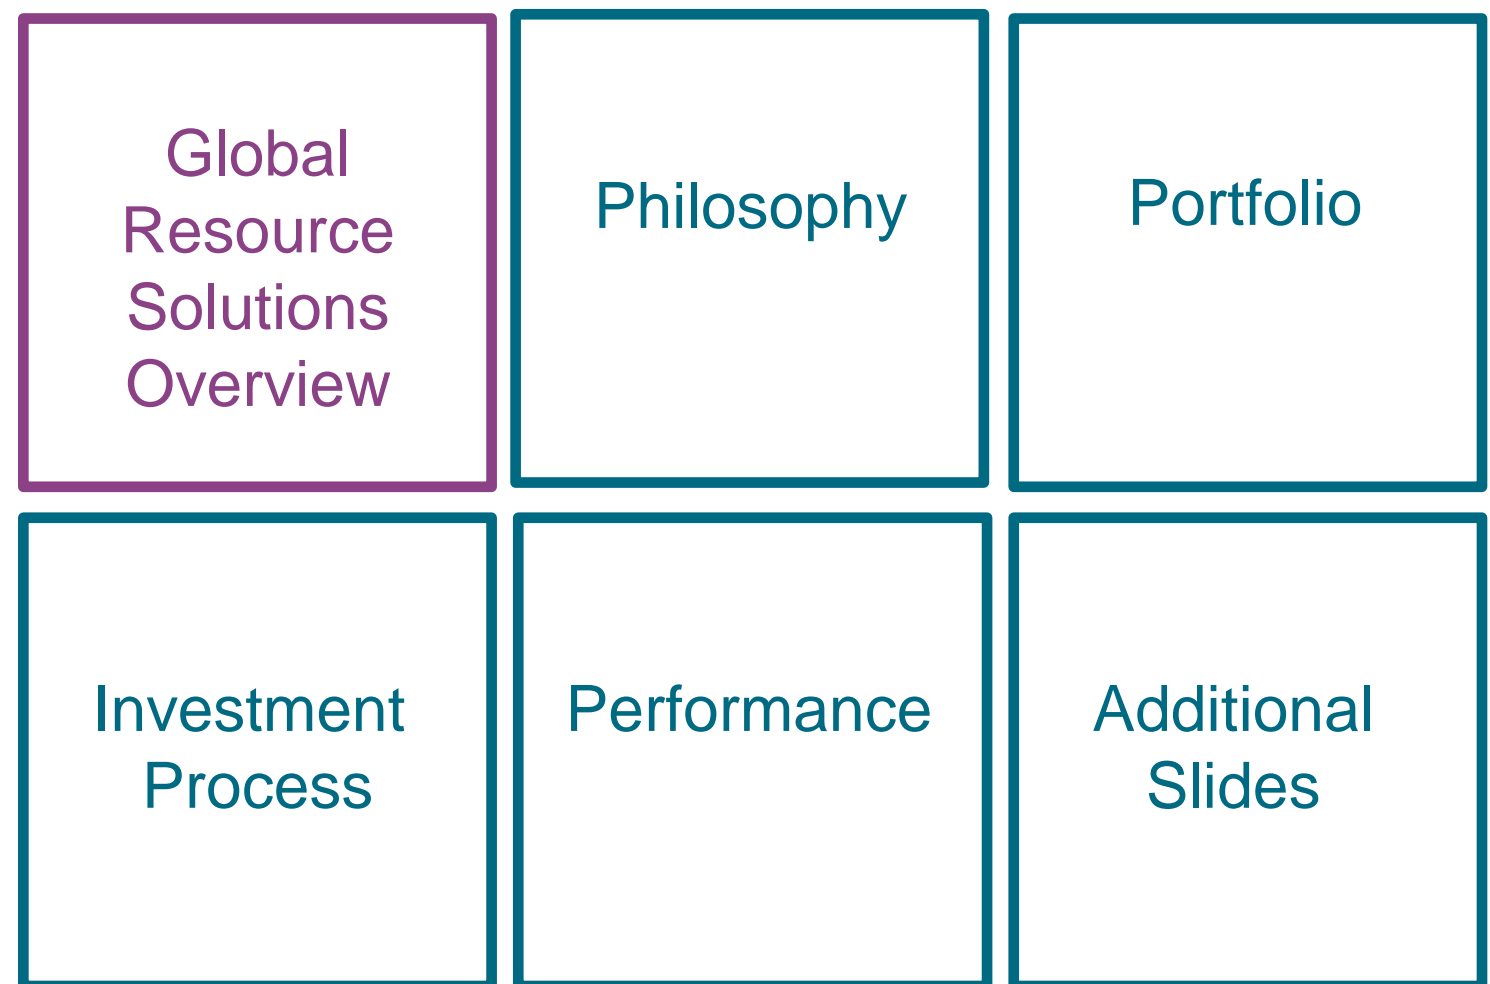 Global
Resource
Solutions
Overview
Philosophy
Portfolio
Investment
Process
Performance
Additional
Slides